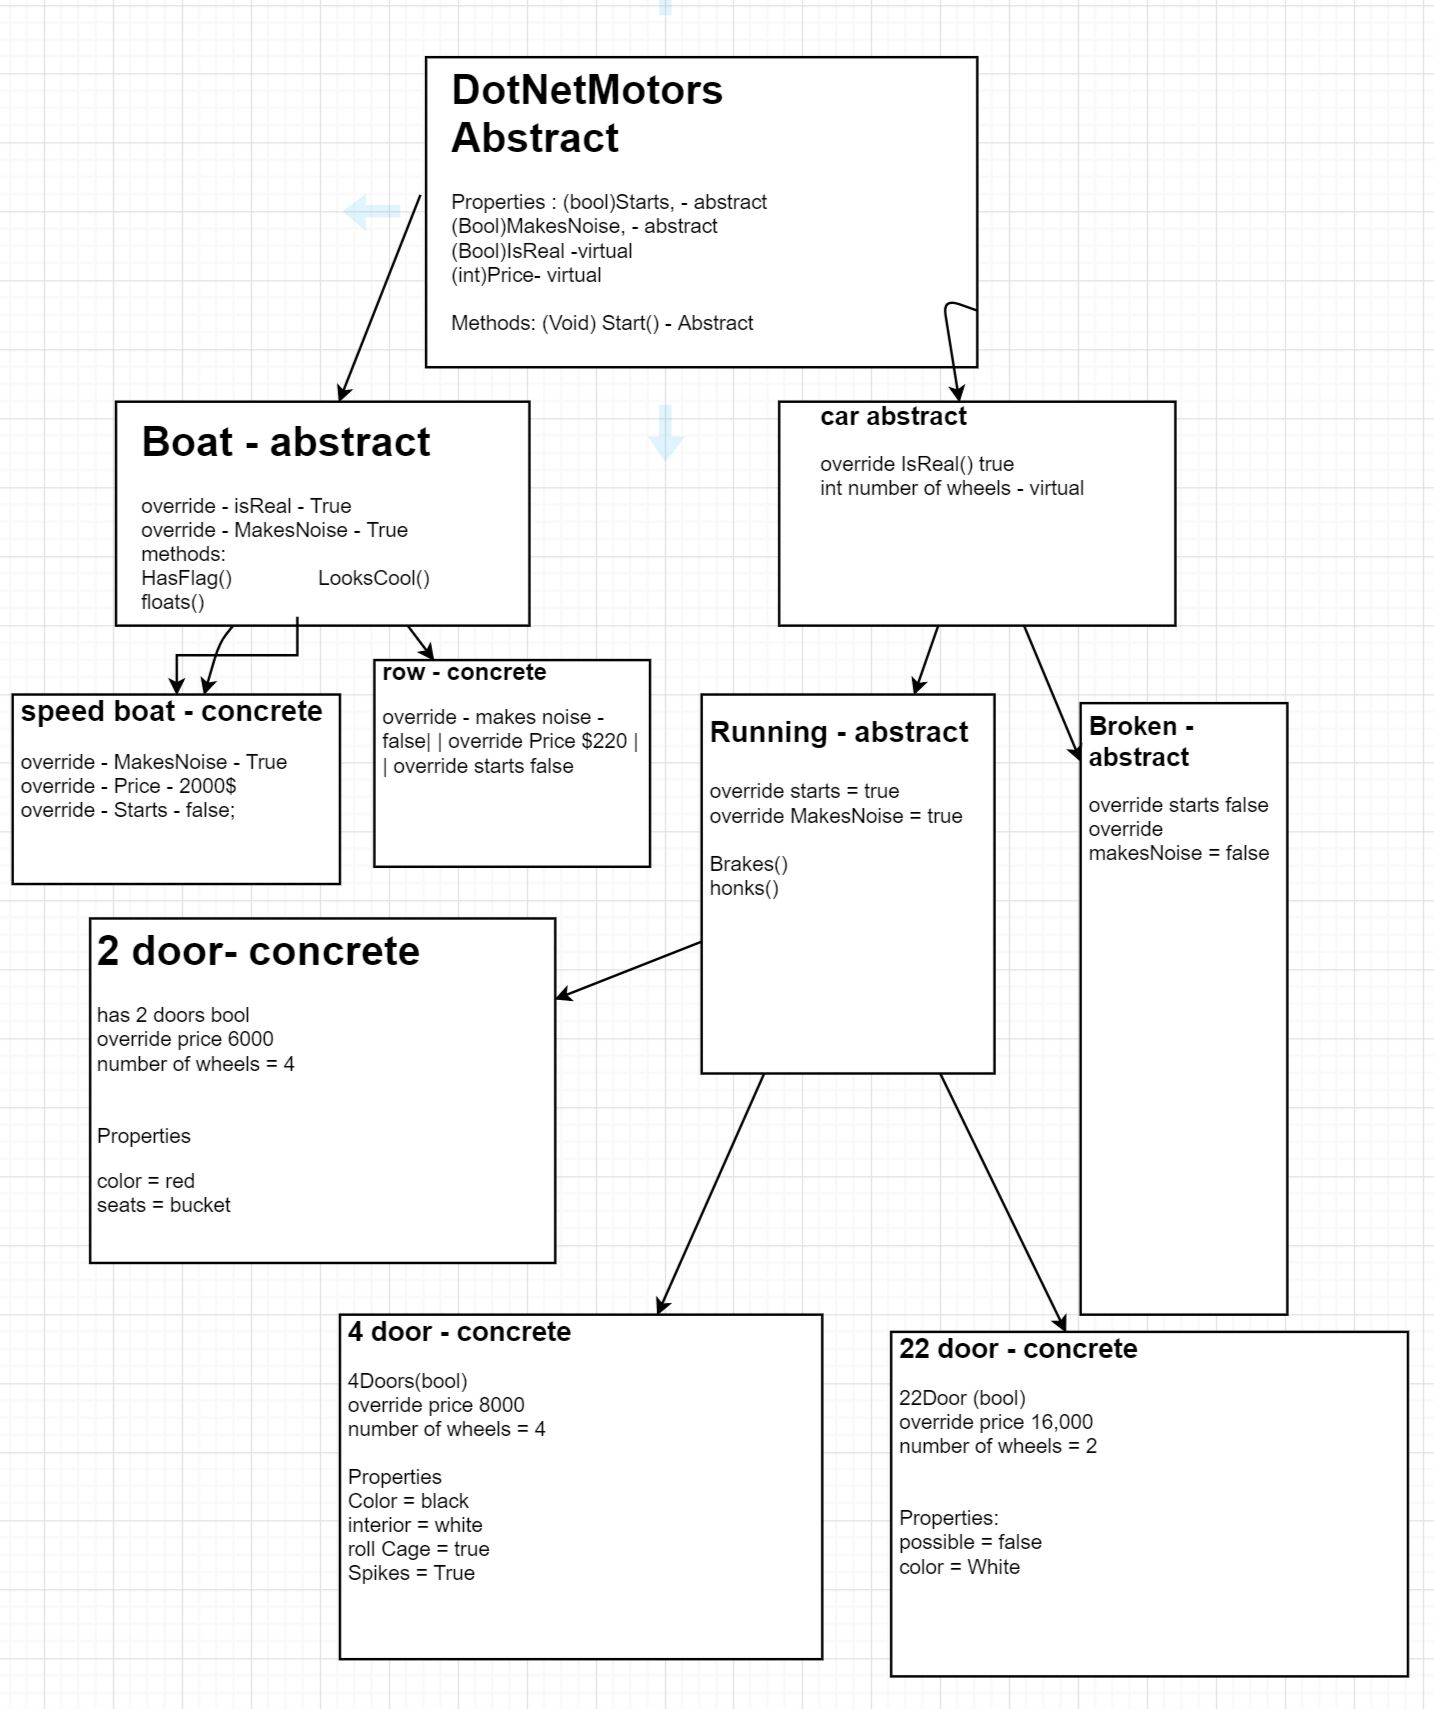 DotNetMotors
Abstract
Properties : (bool)Starts, - abstract
(Bool)MakesNoise, - abstract
(Bool)IsReal -virtual
(int)Price- virtual
Methods: (Void) Start() - Abstract
Boat - abstract
override - isReal - True
override - MakesNoise - True
methods:
HasFlag() LooksCool()
floats()
car abstract
override IsReal() true
int number of wheels - virtual
speed boat - concrete
override - MakesNoise - True
override - Price - 2000$
override - Starts - false;
row - concrete
override - makes noise -
false| | override Price $220 |
| override starts false
Running - abstract
override starts = true
override MakesNoise = true
Brakes()
honks()
Broken -
abstract
override starts false
override
makesNoise = false
2 door- concrete
has 2 doors bool
override price 6000
number of wheels = 4
Properties
color = red
seats = bucket
4 door - concrete
4Doors(bool)
override price 8000
number of wheels = 4
Properties
Color = black
interior = white
roll Cage = true
Spikes = True
22 door - concrete
22Door (bool)
override price 16,000
number of wheels = 2
Properties:
possible = false
color = White